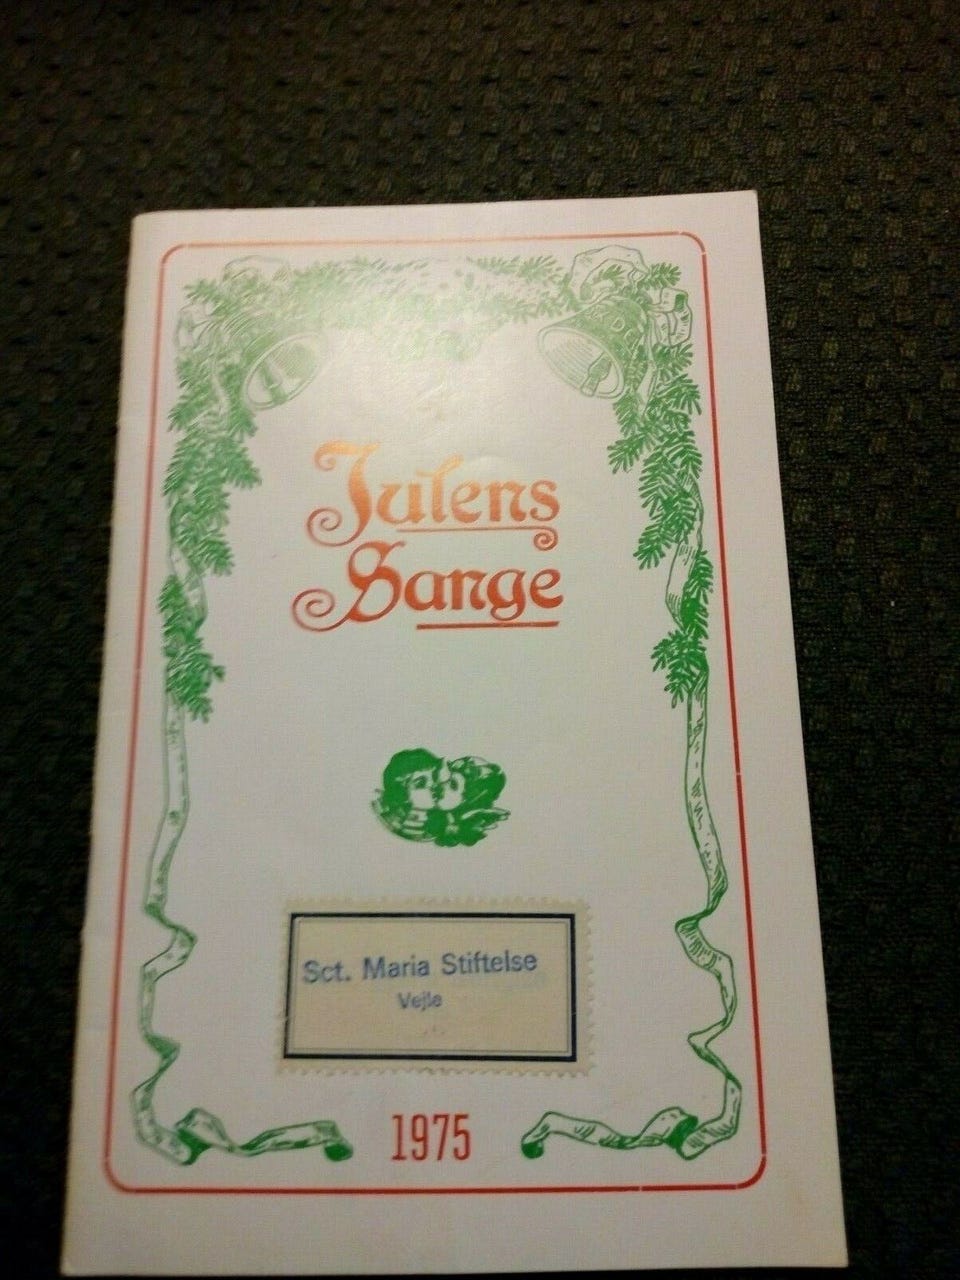 Julens
Sange
Sct. Maria Stiftelse
Vejle
1975